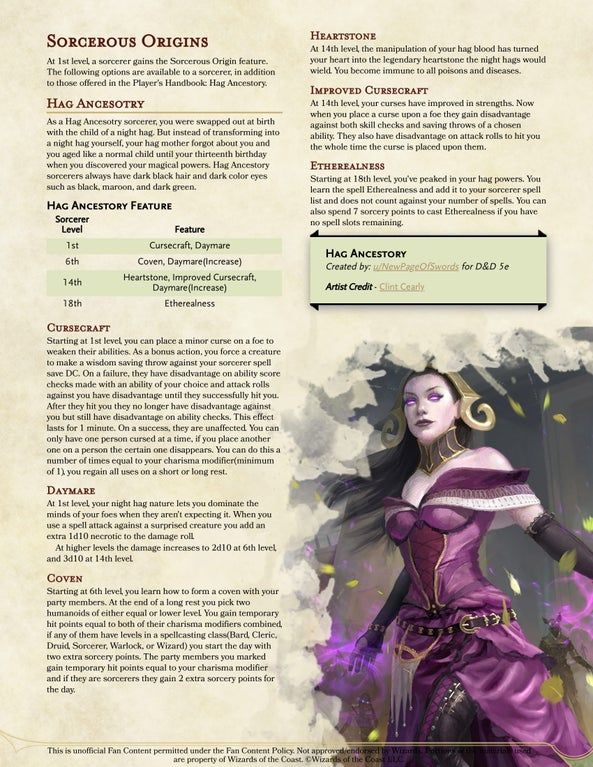 SORCEROUS ORIGINS
At 1st level, a sorcerer gains the Sorcerous Origin feature.
The following options are available to a sorcerer, in addition
to those offered in the Player's Handbook: Hag Ancestory.
HAG ANCESOTRY
As a Hag Ancestory sorcerer, you were swapped out at birth
with the child of a night hag. But instead of transforming into
a night hag yourself, your hag mother forgot about you and
you aged like a normal child until your thirteenth birthday
when you discovered your magical powers. Hag Ancestory
sorcerers always have dark black hair and dark color eyes
such as black, maroon, and dark green.
HAG ANCESTORY FEATURE
Sorcerer
Level Feature
1st Cursecraft, Daymare
6th Coven, Daymare(Increase)
14th Heartstone, Improved Cursecraft,
Daymare(Increase)
18th Etherealness
CURSECRAFT
Starting at 1st level, you can place a minor curse on a foe to
weaken their abilities. As a bonus action, you force a creature
to make a wisdom saving throw against your sorcerer spell
save DC. On a failure, they have disadvantage on ability score
checks made with an ability of your choice and attack rolls
against you have disadvantage until they successfully hit you.
After they hit you they no longer have disadvantage against
you but still have disadvantage on ability checks. This effect
lasts for 1 minute. On a success, they are unaffected. You can
only have one person cursed at a time, if you place another
one on a person the certain one disappears. You can do this a
number of times equal to your charisma modifier(minimum
of 1), you regain all uses on a short or long rest.
DAYMARE
At 1st level, your night hag nature lets you dominate the
minds of your foes when they aren't expecting it. When you
use a spell attack against a surprised creature you add an
extra 1d10 necrotic to the damage roll.
At higher levels the damage increases to 2d10 at 6th level,
and 3d10 at 14th level.
COVEN
Starting at 6th level, you learn how to form a coven with your
party members. At the end of a long rest you pick two
humanoids of either equal or lower level. You gain temporary
hit points equal to both of their charisma modifiers combined,
if any of them have levels in a spellcasting class(Bard, Cleric,
Druid, Sorcerer, Warlock, or Wizard) you start the day with
two extra sorcery points. The party members you marked
gain temporary hit points equal to your charisma modifier
and if they are sorcerers they gain 2 extra sorcery points for
the day.
HEARTSTONE
At 14th level, the manipulation of your hag blood has turned
your heart into the legendary heartstone the night hags would
wield. You become immune to all poisons and diseases.
IMPROVED CURSECRAFT
At 14th level, your curses have improved in strengths. Now
when you place a curse upon a foe they gain disadvantage
against both skill checks and saving throws of a chosen
ability. They also have disadvantage on attack rolls to hit you
the whole time the curse is placed upon them.
ETHEREALNESS
Starting at 18th level, you've peaked in your hag powers. You
learn the spell Etherealness and add it to your sorcerer spell
list and does not count against your number of spells. You can
also spend 7 sorcery points to cast Etherealness if you have
no spell slots remaining.
HAG ANCESTORY
Created by: u/NewPageOfSwords for D&D 5e
Artist Credit - Clint Cearly
This is unofficial Fan Content permitted under the Fan Content Policy. Not approved/endorsed by Wizards. Portions of the materials used
are property of Wizards of the Coast. ©Wizards of the Coast LLC.